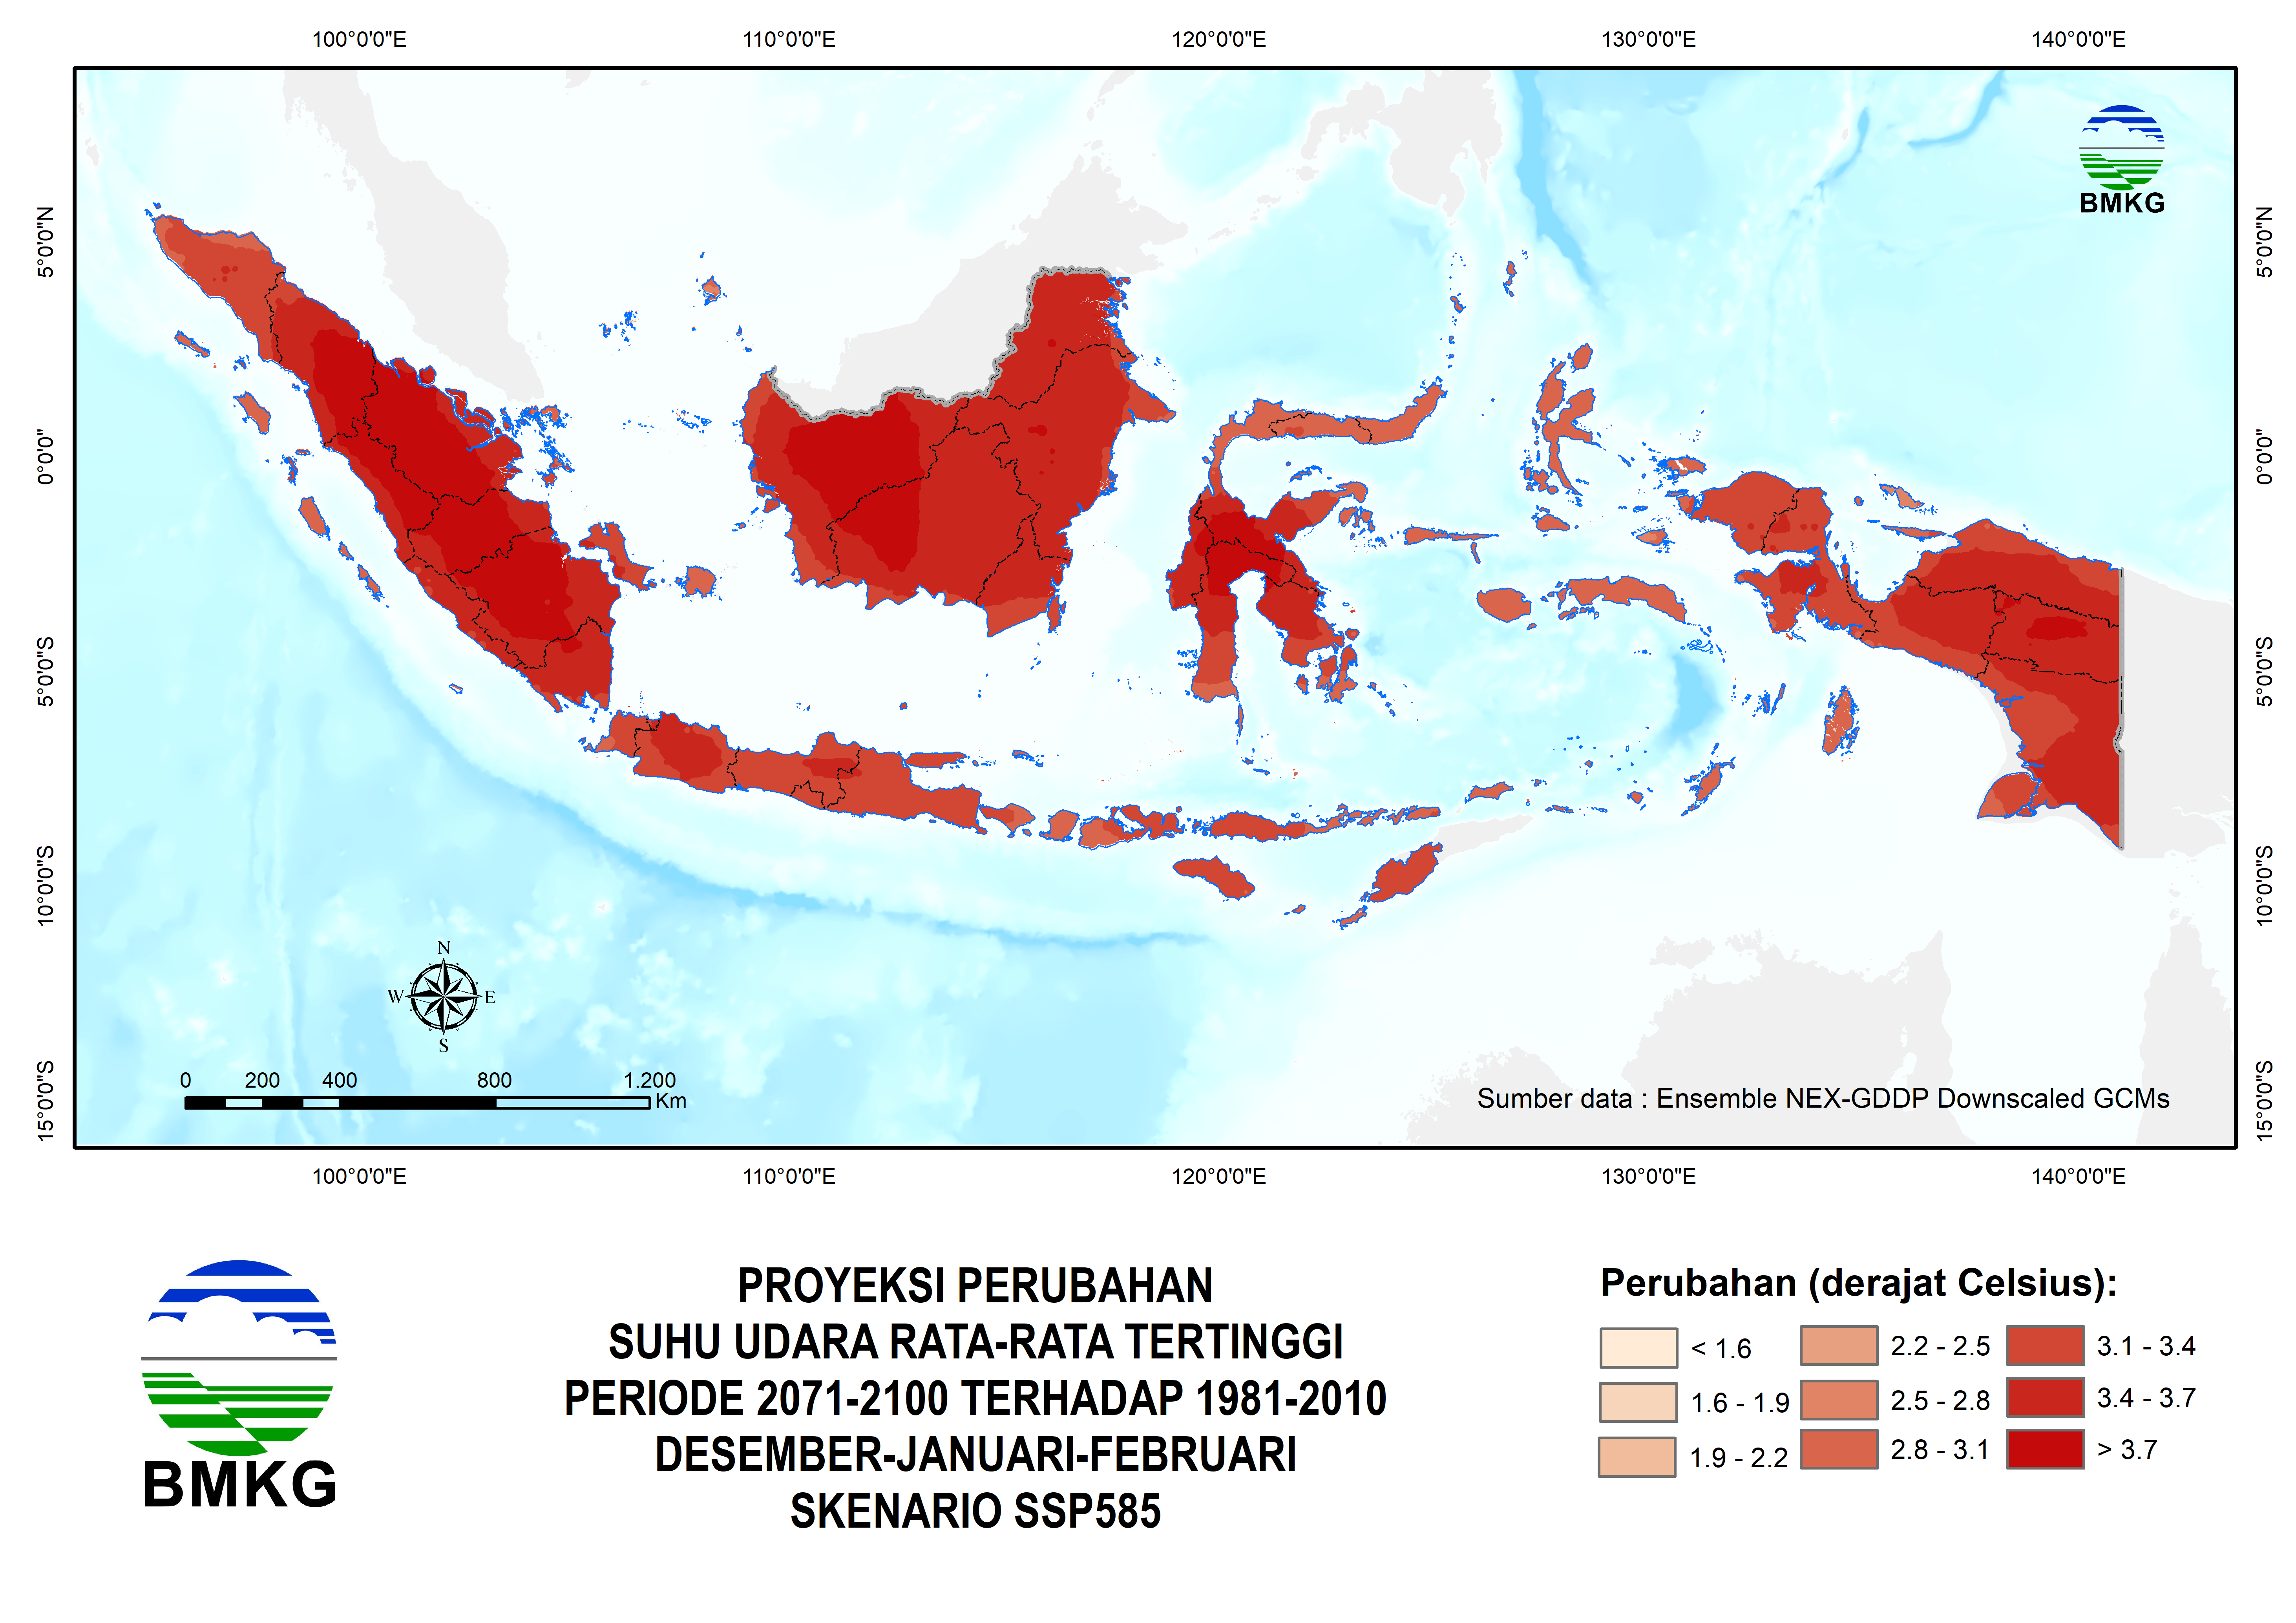 100°0'0"E 110°0'0"E 120°0'0"E 130°0'0"E 140°0'0"E
5°0'0"N
0°0'0"
5°0'0"S
10°0'0"S
15°0'0"S
BMKG
5°0'0"N
0°0'0"
5°0'0"S
10°0'0"S
15°0'0"S
N
W E
S
0 200 400 800 1.200
Km
Sumber data : Ensemble NEX-GDDP Downscaled GCMs
100°0'0"E 110°0'0"E 120°0'0"E 130°0'0"E 140°0'0"E
BMKG
PROYEKSI PERUBAHAN
SUHU UDARA RATA-RATA TERTINGGI
PERIODE 2071-2100 TERHADAP 1981-2010
DESEMBER-JANUARI-FEBRUARI
SKENARIO SSP585
Perubahan (derajat Celsius):
< 1.6
1.6 - 1.9
1.9 - 2.2
2.2 - 2.5
2.5 - 2.8
2.8 - 3.1
3.1 - 3.4
3.4 - 3.7
> 3.7